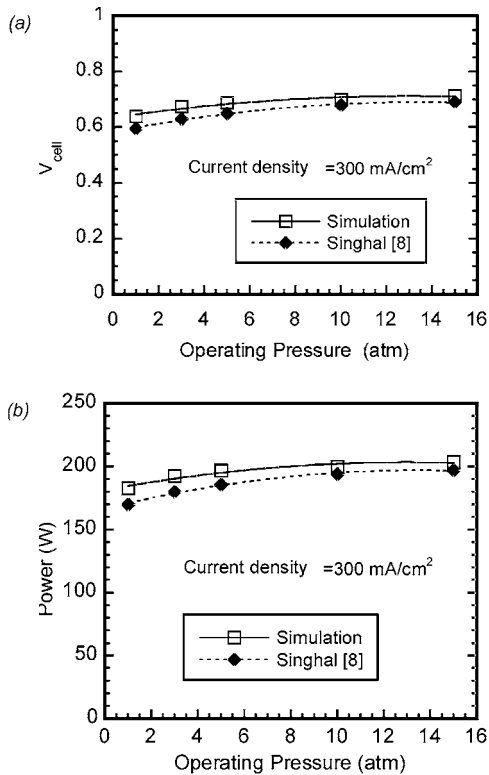 (a)
1
0.8
0.6
0.4
0.2
0
V cell
Current density =300 mA/cm²
Simulation
Singhal [8]
0 2 4 6 8 10 12 14 16
Operating Pressure (atm)
(b)
250
200
150
100
50
0
Power (W)
Current density =300 mA/cm²
Simulation
Singhal [8]
0 2 4 6 8 10 12 14 16
Operating Pressure (atm)